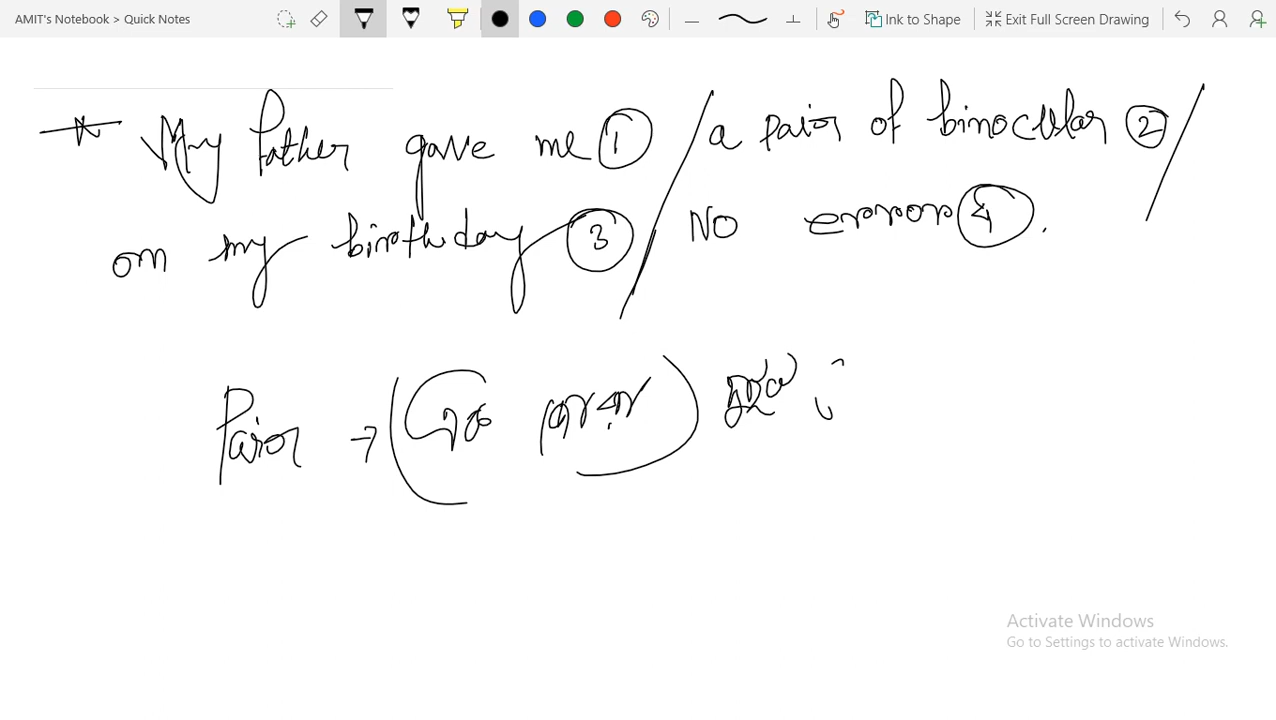 AMIT's Notebook > Quick Notes
Ink to Shape
Exit Full Screen Drawing
My father gave me ① / a pair of binocular ② /
on my birthday ③ / No error ④.
Pair → (
Activate Windows
Go to Settings to activate Windows.